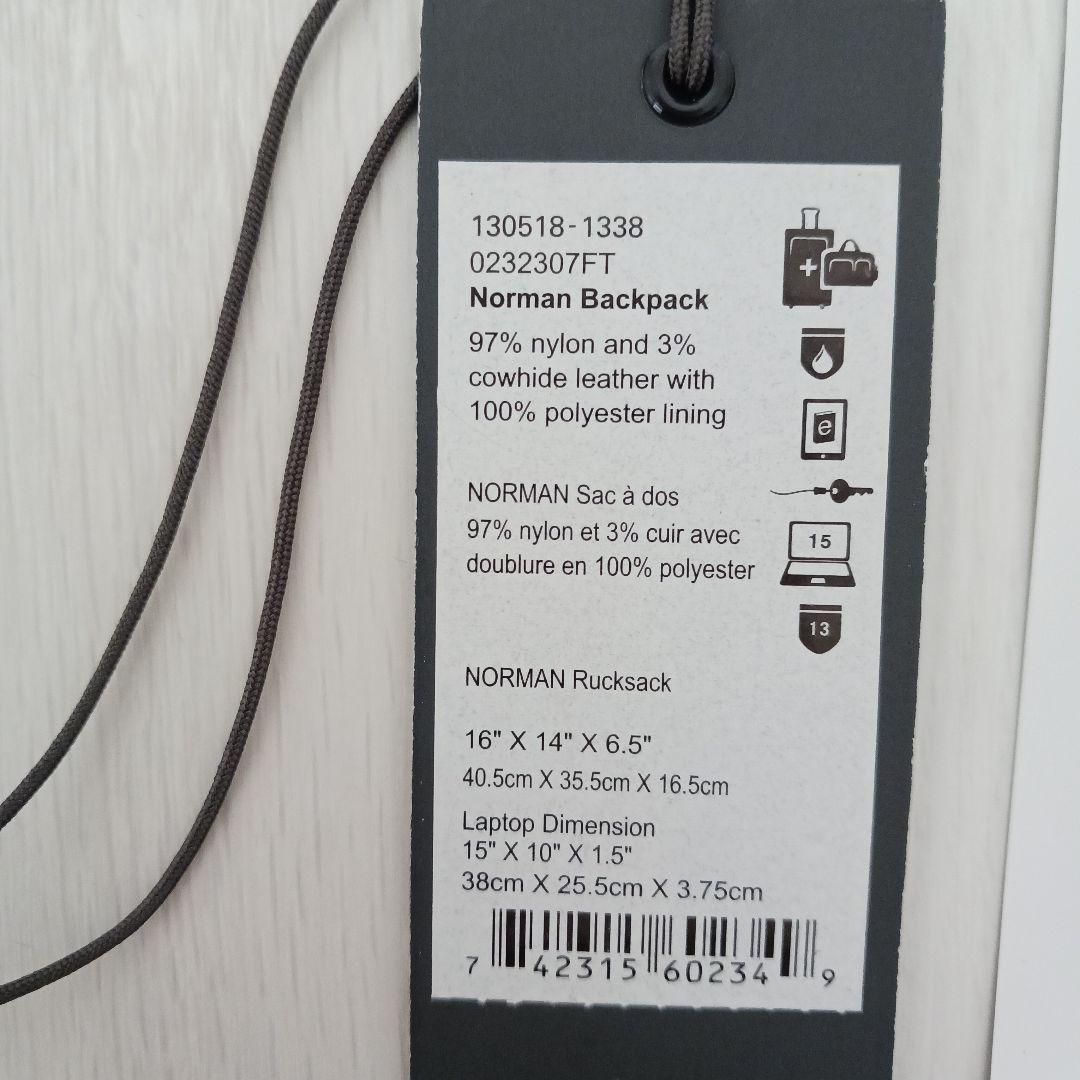 130518-1338
0232307FT
Norman Backpack
97% nylon and 3%
cowhide leather with
100% polyester lining
e
NORMAN Sac à dos
97% nylon et 3% cuir avec
doublure en 100% polyester
15
13
NORMAN Rucksack
16" X 14" X 6.5"
40.5cm X 35.5cm X 16.5cm
Laptop Dimension
15" X 10" X 1.5"
38cm X 25.5cm X 3.75cm
7 42315 60234 9